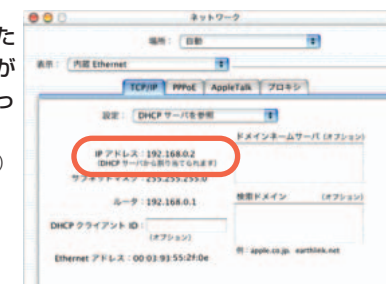 た
が
っ
)
ネットワーク
場所： 自動
表示： 内蔵 Ethernet
TCP/IP PPPoE AppleTalk プロキシ
設定： DHCP サーバを参照
ドメインネームサーバ (オプション)
IP アドレス：192.168.0.2
(DHCP サーバから割り当てられます)
サブネットマスク：255.255.255.0
ルータ：192.168.0.1
検索ドメイン (オプション)
DHCP クライアント ID：
(オプション)
例：apple.co.jp, earthlink.net
Ethernet アドレス：00:03:93:55:2f:0e